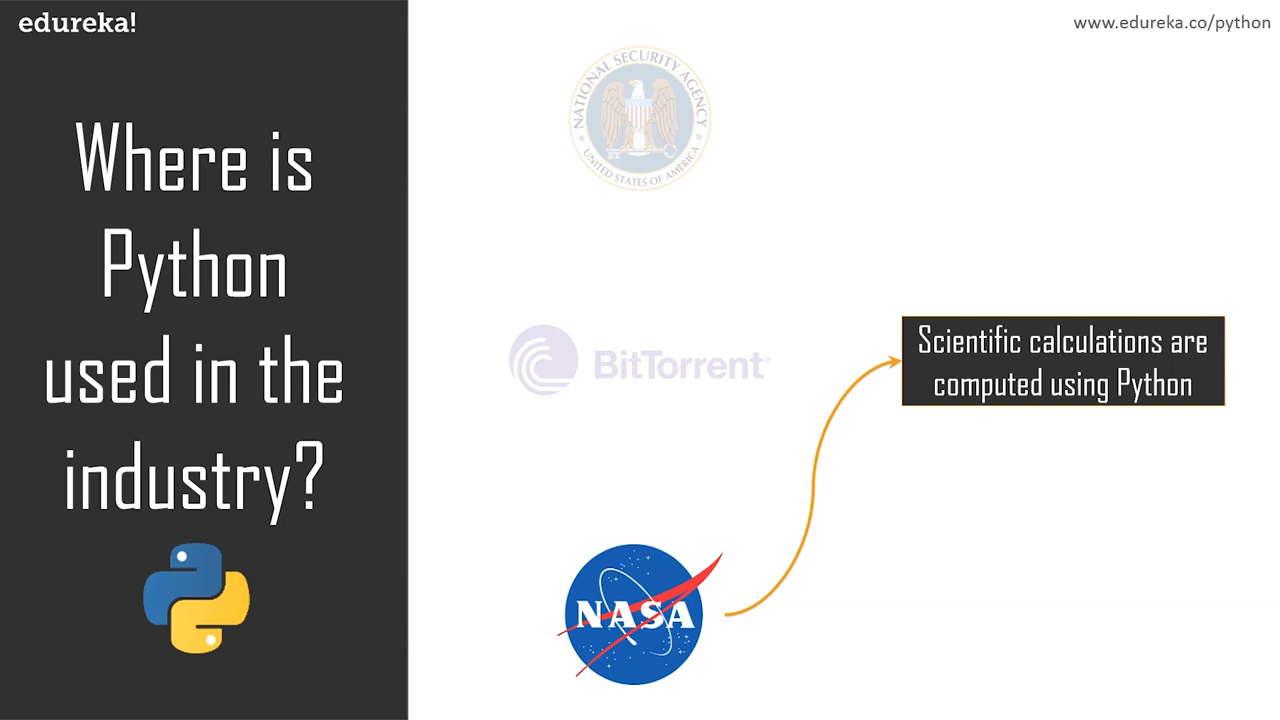 edureka!
www.edureka.co/python
Where is
Python
used in the
industry?
NATIONAL SECURITY AGENCY
UNITED STATES OF AMERICA
BitTorrent®
Scientific calculations are
computed using Python
NASA